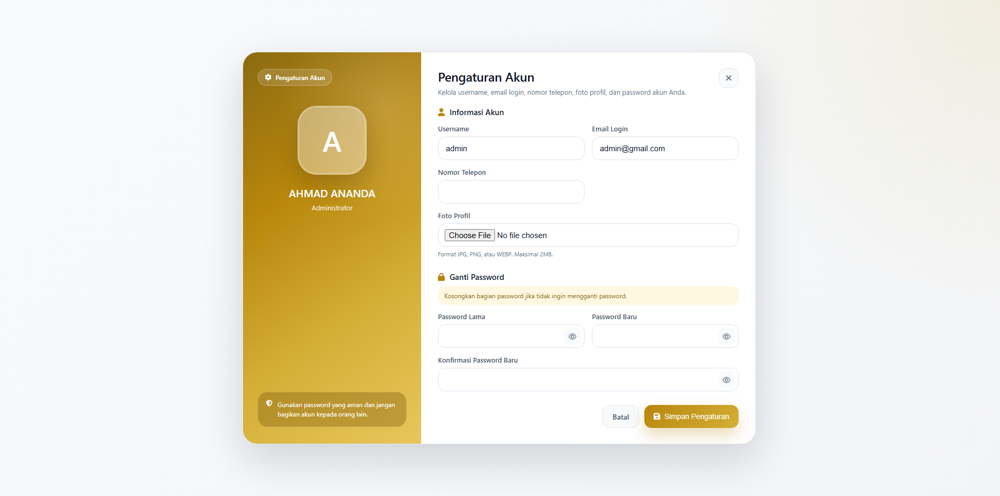 Pengaturan Akun
A
AHMAD ANANDA
Administrator
Gunakan password yang aman dan jangan
bagikan akun kepada orang lain.
Pengaturan Akun
Kelola username, email login, nomor telepon, foto profil, dan password akun Anda.
Informasi Akun
Username
Email Login
admin
admin@gmail.com
Nomor Telepon
Foto Profil
Choose File No file chosen
Format JPG, PNG, atau WEBP. Maksimal 2MB.
Ganti Password
Kosongkan bagian password jika tidak ingin mengganti password.
Password Lama
Password Baru
Konfirmasi Password Baru
Batal
Simpan Pengaturan